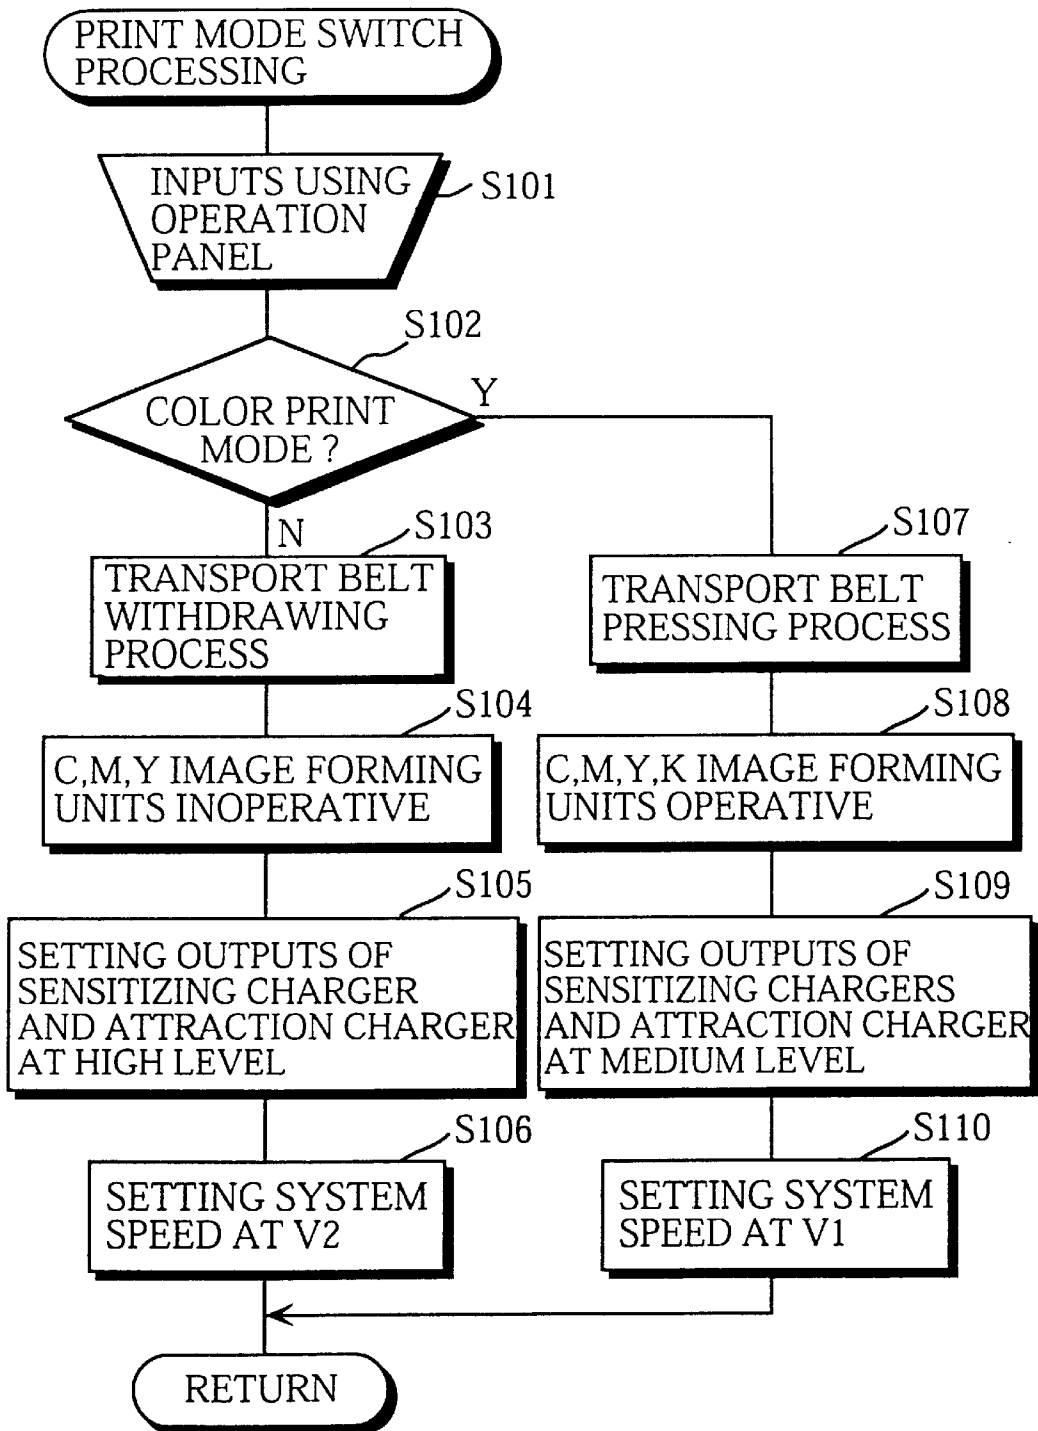 PRINT MODE SWITCH
PROCESSING
INPUTS USING
OPERATION
PANEL
S101
S102
COLOR PRINT
MODE ?
Y
N
S103
TRANSPORT BELT
WITHDRAWING
PROCESS
S104
C,M,Y IMAGE FORMING
UNITS INOPERATIVE
S105
SETTING OUTPUTS OF
SENSITIZING CHARGER
AND ATTRACTION CHARGER
AT HIGH LEVEL
S106
SETTING SYSTEM
SPEED AT V2
S107
TRANSPORT BELT
PRESSING PROCESS
S108
C,M,Y,K IMAGE FORMING
UNITS OPERATIVE
S109
SETTING OUTPUTS OF
SENSITIZING CHARGERS
AND ATTRACTION CHARGER
AT MEDIUM LEVEL
S110
SETTING SYSTEM
SPEED AT V1
RETURN